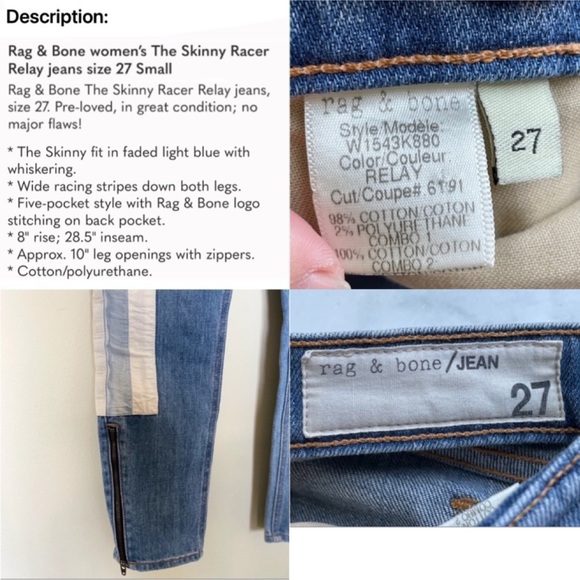 Description:
Rag & Bone women's The Skinny Racer
Relay jeans size 27 Small
Rag & Bone The Skinny Racer Relay jeans,
size 27. Pre-loved, in great condition; no
major flaws!
* The Skinny fit in faded light blue with
whiskering.
* Wide racing stripes down both legs.
* Five-pocket style with Rag & Bone logo
stitching on back pocket.
* 8" rise; 28.5" inseam.
* Approx. 10" leg openings with zippers.
* Cotton/polyurethane.
rag & bone
Style/Modèle:
W1543K880
Color/Couleur
RELAY
Cut/Coupe# 6191
98% COTTON/COTON
2% POLYURETHANE
COMBO 1
100% COTTON/COTON
COMBO 2
27
rag & bone/JEAN
27